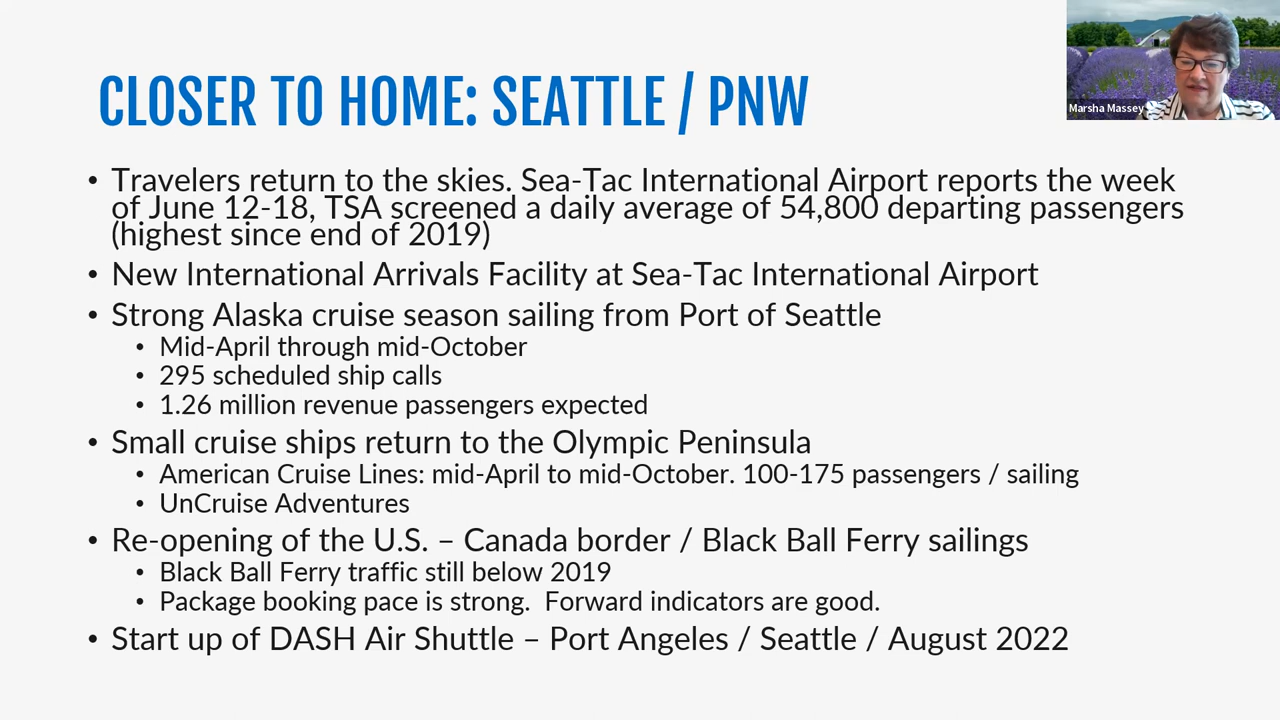 CLOSER TO HOME: SEATTLE / PNW
Marsha Massey
• Travelers return to the skies. Sea-Tac International Airport reports the week
of June 12-18, TSA screened a daily average of 54,800 departing passengers
(highest since end of 2019)
• New International Arrivals Facility at Sea-Tac International Airport
• Strong Alaska cruise season sailing from Port of Seattle
• Mid-April through mid-October
• 295 scheduled ship calls
• 1.26 million revenue passengers expected
• Small cruise ships return to the Olympic Peninsula
• American Cruise Lines: mid-April to mid-October. 100-175 passengers / sailing
• UnCruise Adventures
• Re-opening of the U.S. – Canada border / Black Ball Ferry sailings
• Black Ball Ferry traffic still below 2019
• Package booking pace is strong.  Forward indicators are good.
• Start up of DASH Air Shuttle – Port Angeles / Seattle / August 2022